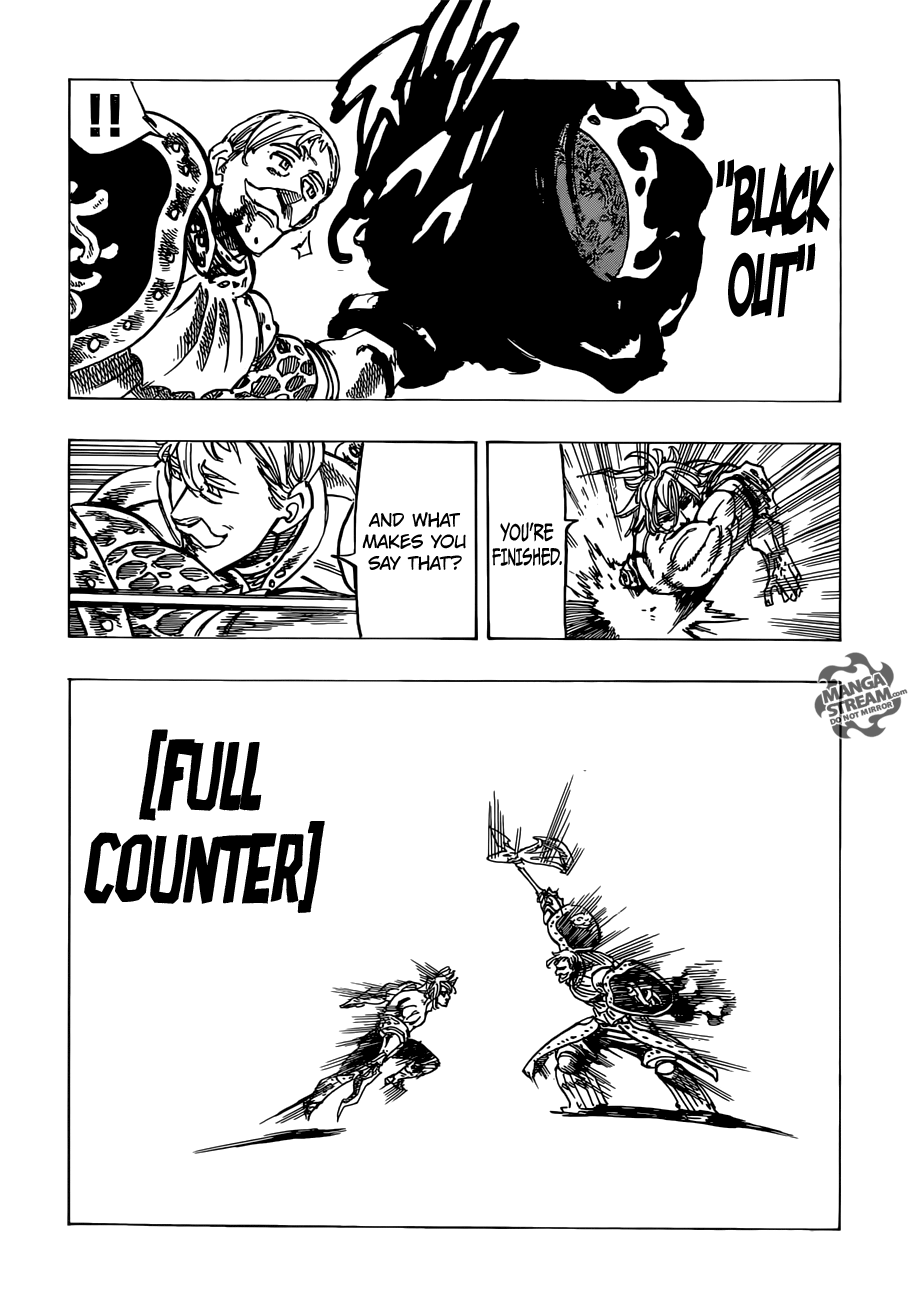 "BLACK
OUT"
!!
YOU'RE
FINISHED.
AND WHAT
MAKES YOU
SAY THAT?
[FULL
COUNTER]
MANGA
STREAM.com
DO NOT MIRROR